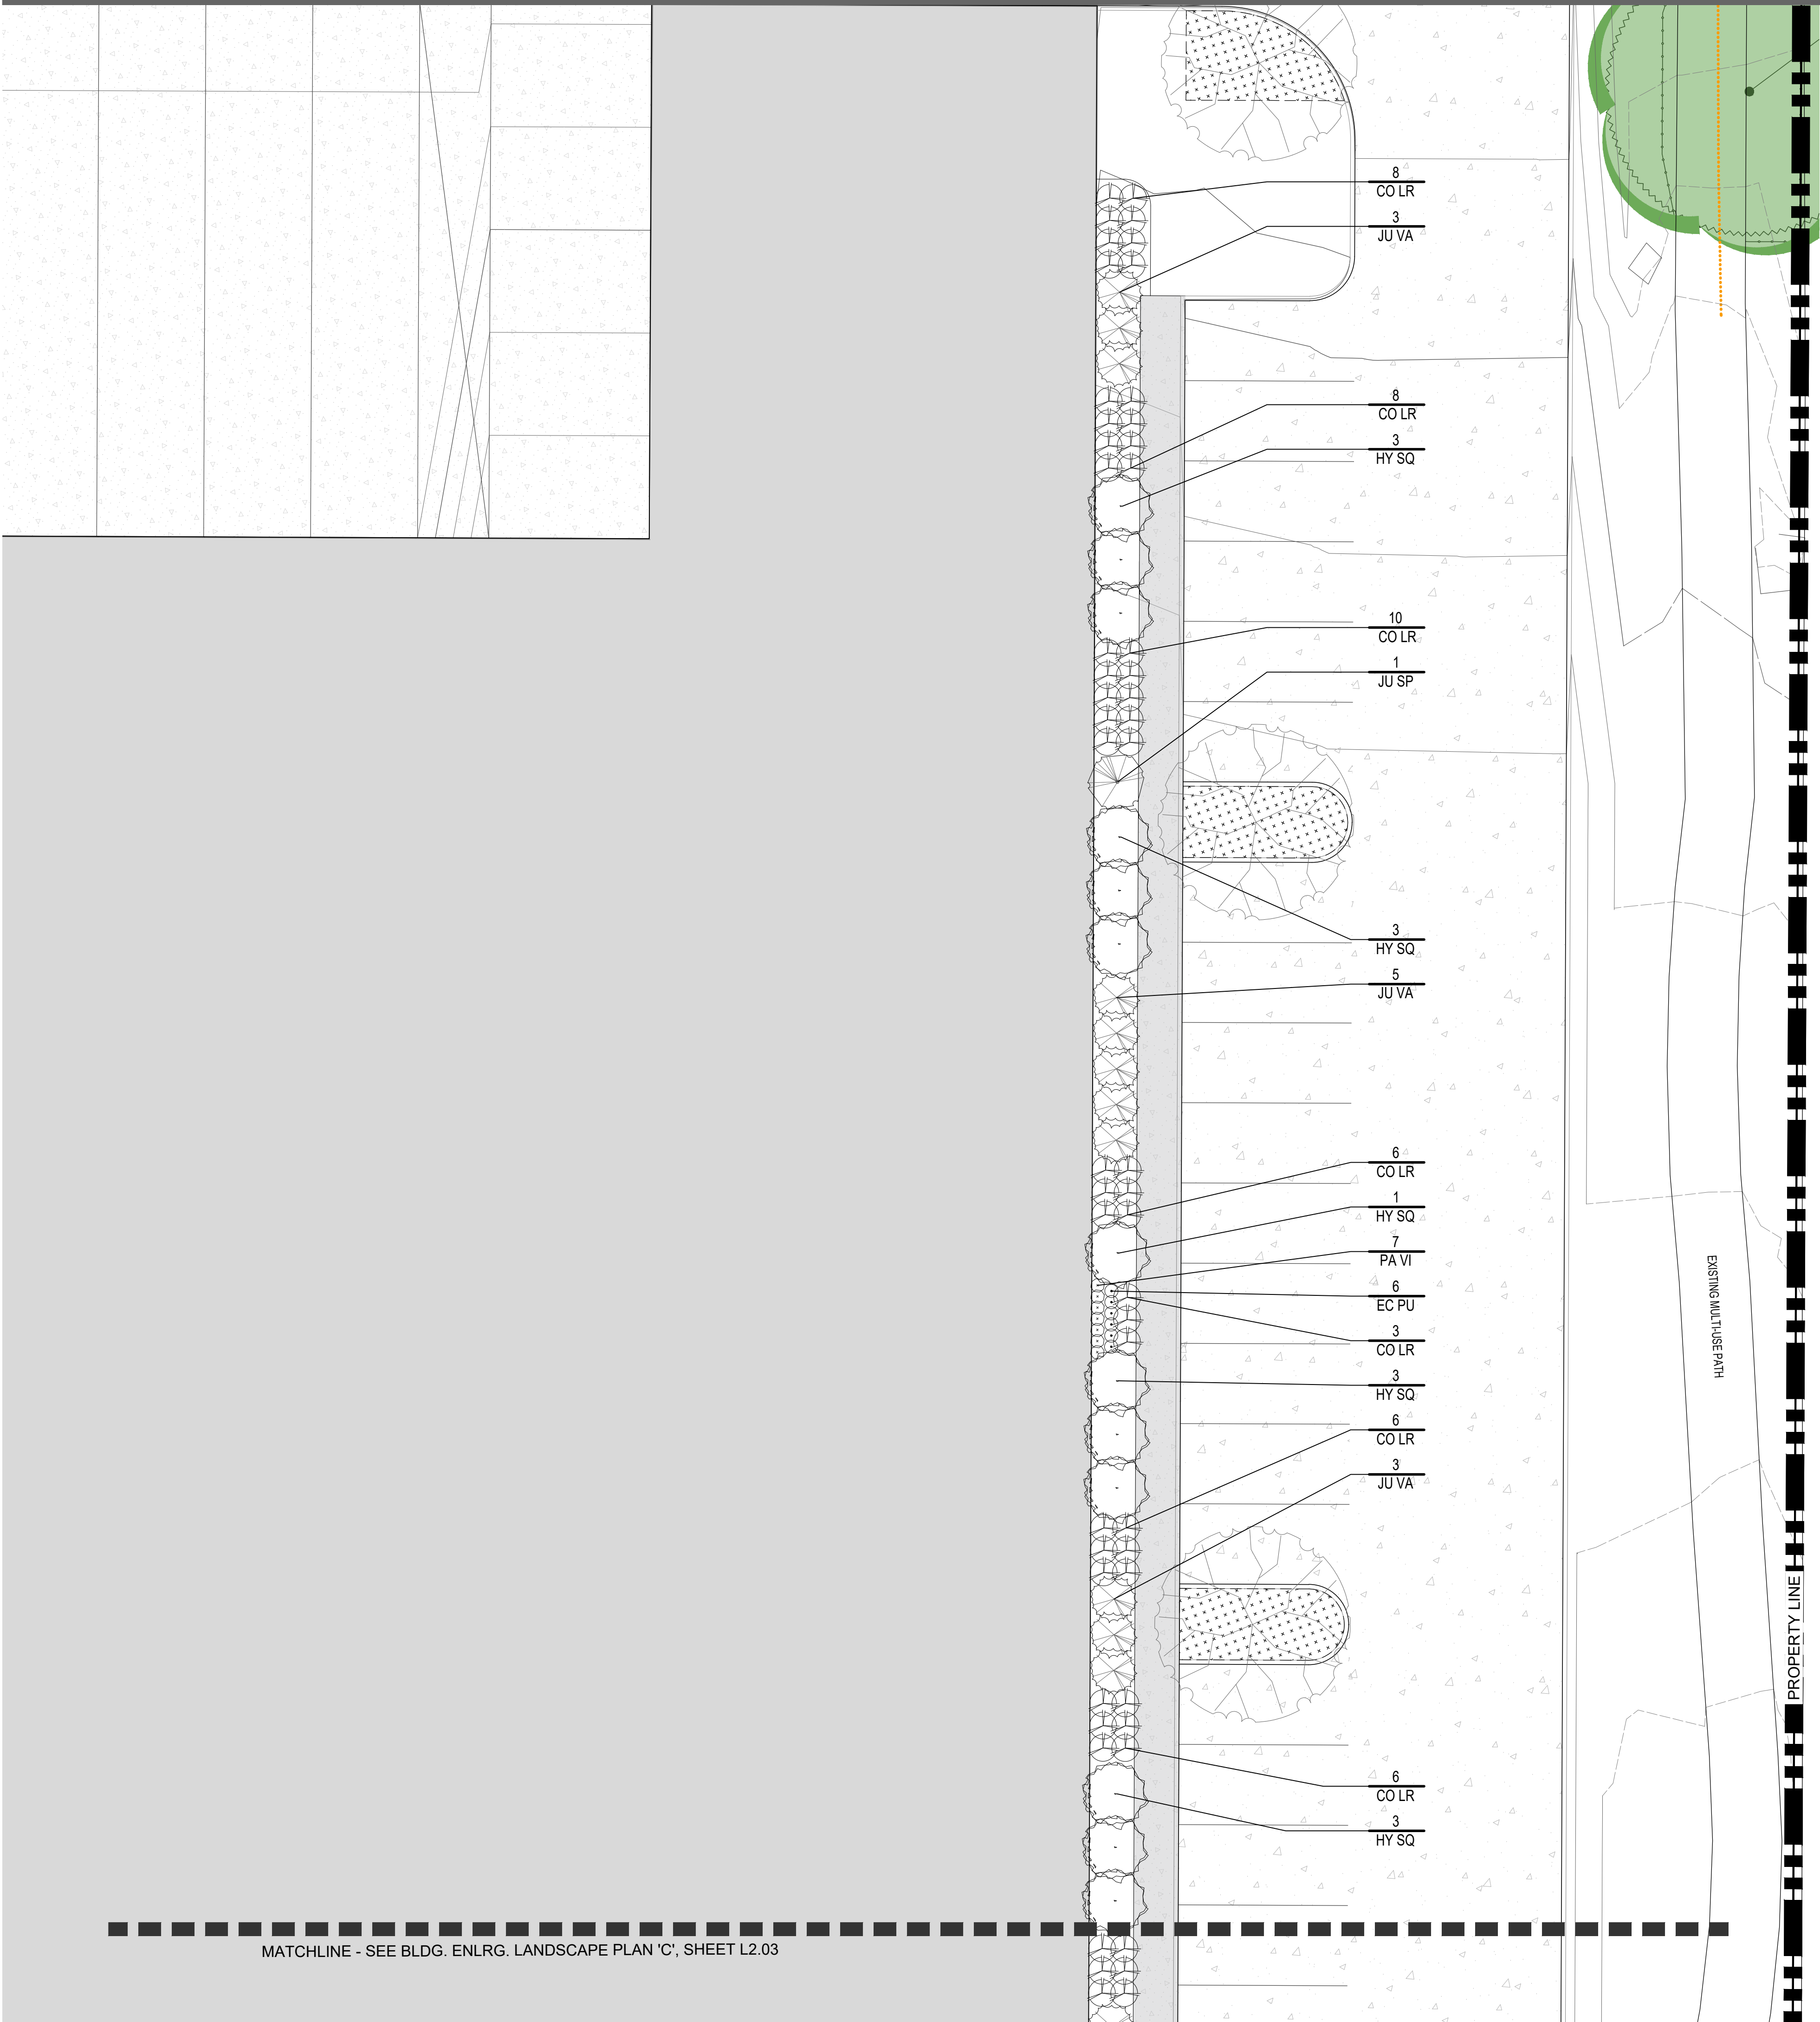 8
CO LR
3
JU VA
8
CO LR
3
HY SQ
10
CO LR
1
JU SP
3
HY SQ
5
JU VA
6
CO LR
1
HY SQ
7
PA VI
6
EC PU
3
CO LR
3
HY SQ
6
CO LR
3
JU VA
6
CO LR
3
HY SQ
EXISTING MULTI-USE PATH
PROPERTY LINE
MATCHLINE - SEE BLDG. ENLRG. LANDSCAPE PLAN 'C', SHEET L2.03